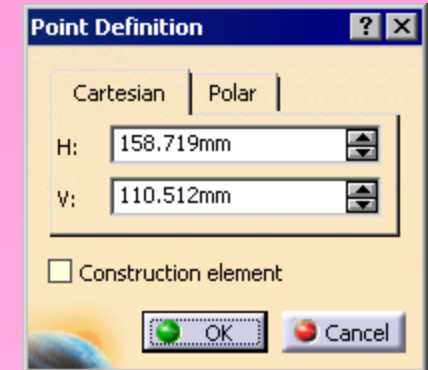 Point Definition ? X
Cartesian Polar
H: 158.719mm
V: 110.512mm
Construction element
OK Cancel